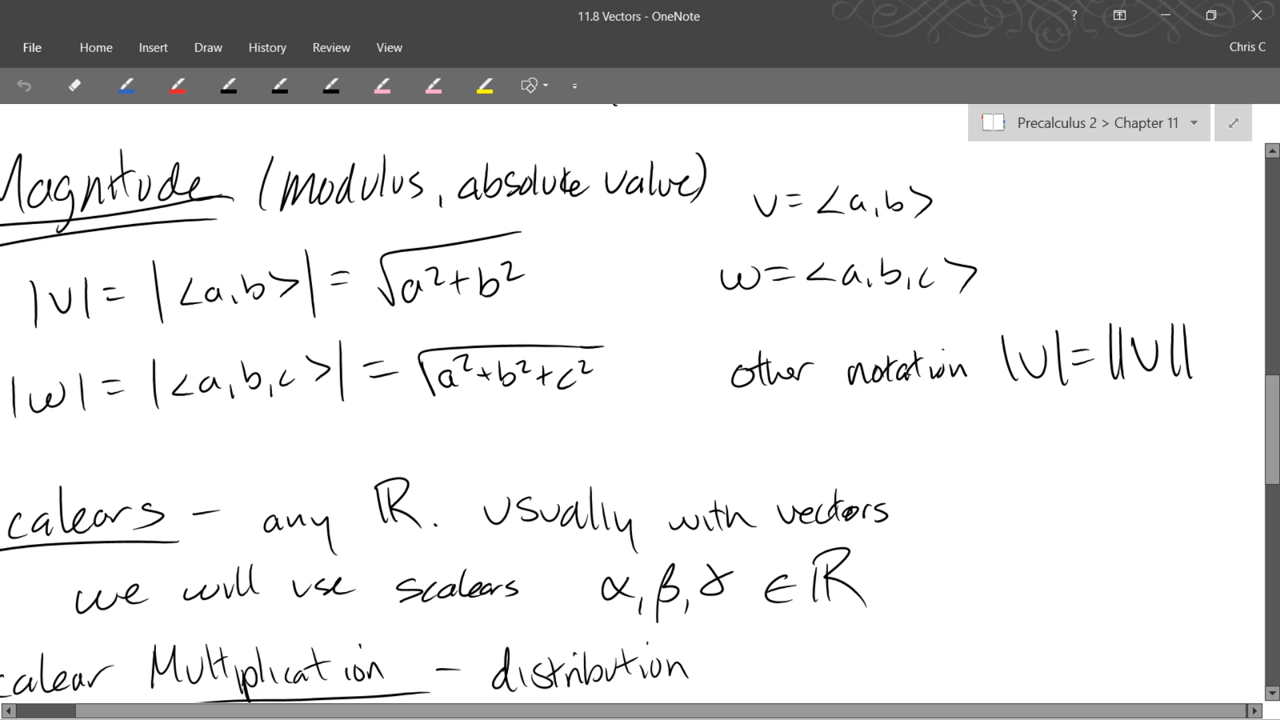 11.8 Vectors - OneNote
?
File Home Insert Draw History Review View
Chris C
Precalculus 2 > Chapter 11
Magnitude (modulus, absolute value)
v = <a,b>
|v| = |<a,b>| = √a²+b²
w = <a,b,c>
|w| = |<a,b,c>| = √a²+b²+c²
other notation |v| = ||v||
calears - any ℝ. usually with vectors
we will use scalears α, β, γ ∈ ℝ
calear Multiplication - distribution